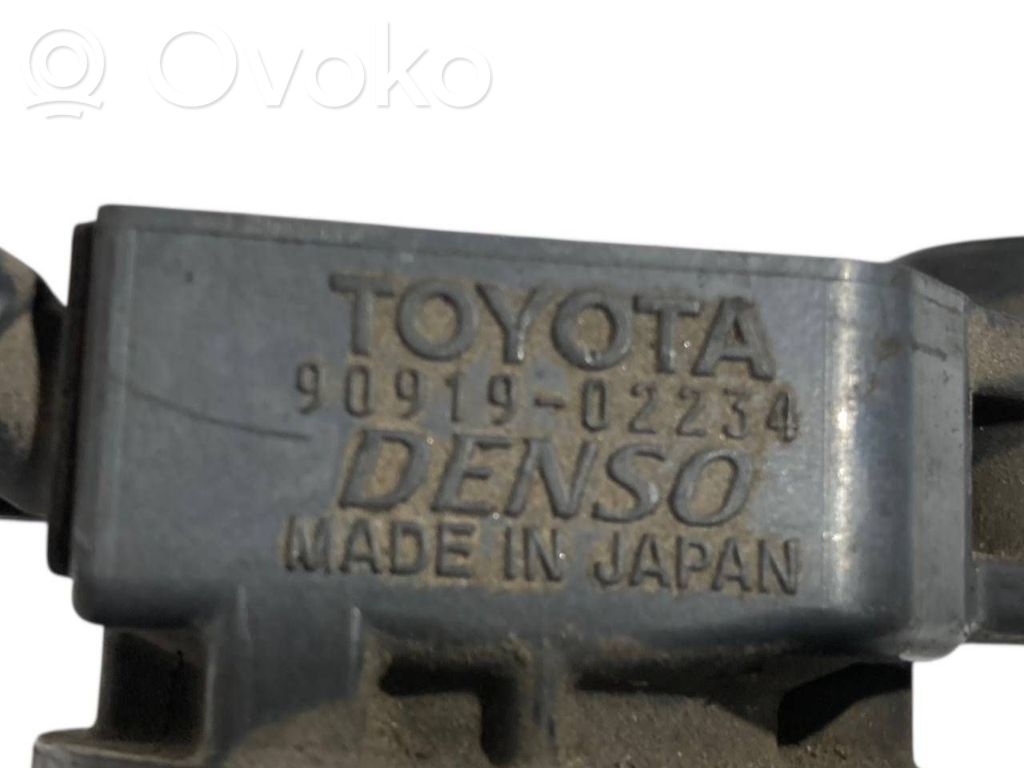 Ovoko
TOYOTA
90919-02234
DENSO
MADE IN JAPAN